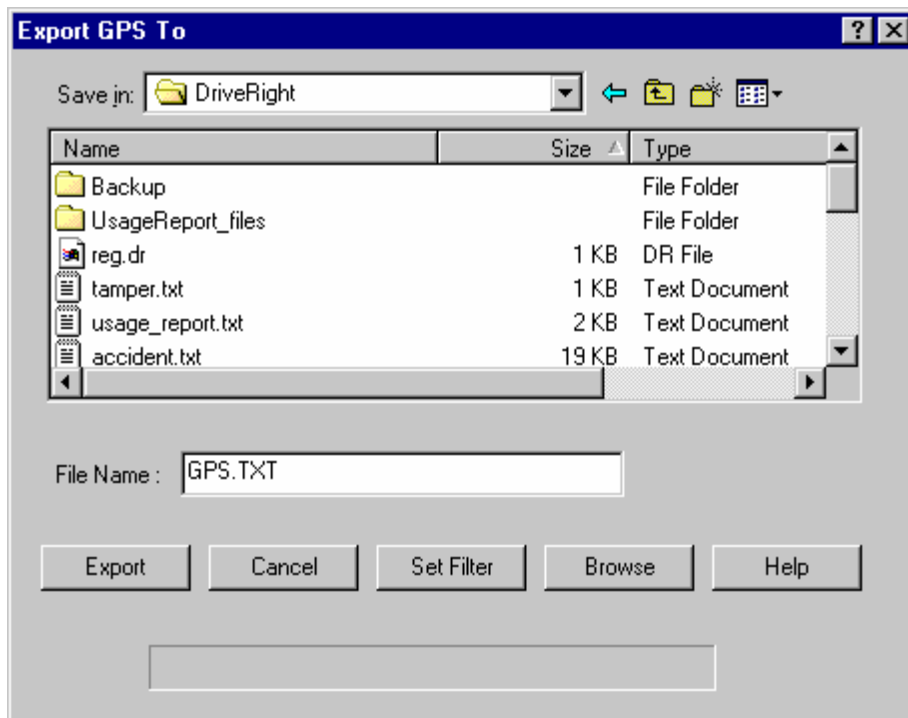 Export GPS To
Save in: DriveRight
Name Size Type
Backup File Folder
UsageReport_files File Folder
reg.dr 1 KB DR File
tamper.txt 1 KB Text Document
usage_report.txt 2 KB Text Document
accident.txt 19 KB Text Document
File Name : GPS.TXT
Export Cancel Set Filter Browse Help